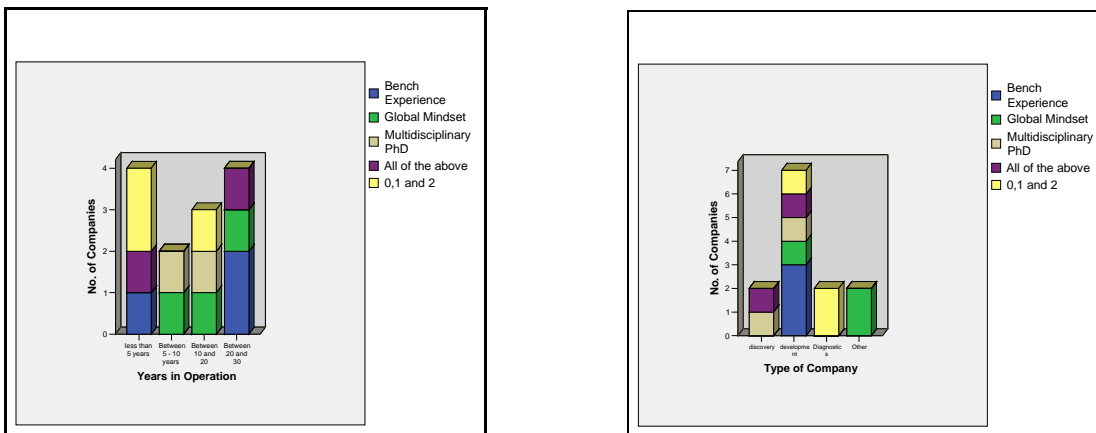 Bench
Experience
Global Mindset
Multidisciplinary
PhD
All of the above
0,1 and 2
No. of Companies
4
3
2
1
0
less than
5 years
Between
5 - 10
years
Between
10 and
20
Between
20 and
30
Years in Operation
Bench
Experience
Global Mindset
Multidisciplinary
PhD
All of the above
0,1 and 2
No. of Companies
7
6
5
4
3
2
1
0
discovery
developme
nt
Diagnostic
s
Other
Type of Company